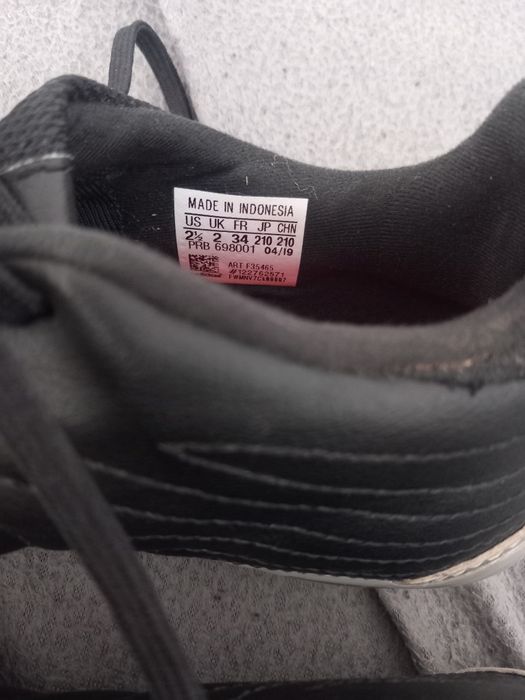 MADE IN INDONESIA
US UK FR JP CHN
2½ 2 34 210 210
PRB 698001 04/19
ART F35465
#122762571